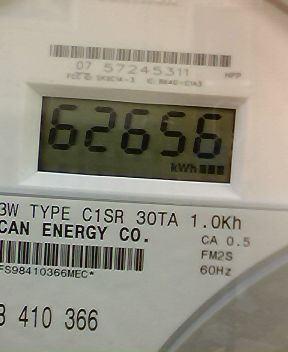 07 57245311
HPP
62656
kWh
3W TYPE C1SR 30TA 1.0Kh
CAN ENERGY CO.
CA 0.5
FM2S
60Hz
FS98410366MEC*
410 366